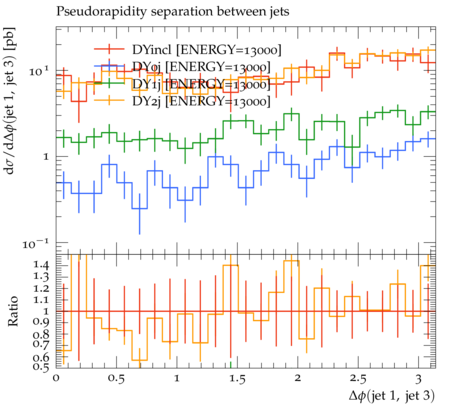 Pseudorapidity separation between jets
dσ/dΔϕ(jet 1, jet 3) [pb]
10¹
1
10⁻¹
DYincl [ENERGY=13000]
DY0j [ENERGY=13000]
DY1j [ENERGY=13000]
DY2j [ENERGY=13000]
Ratio
1.4
1.3
1.2
1.1
1
0.9
0.8
0.7
0.6
0.5
0 0.5 1 1.5 2 2.5 3
Δϕ(jet 1, jet 3)